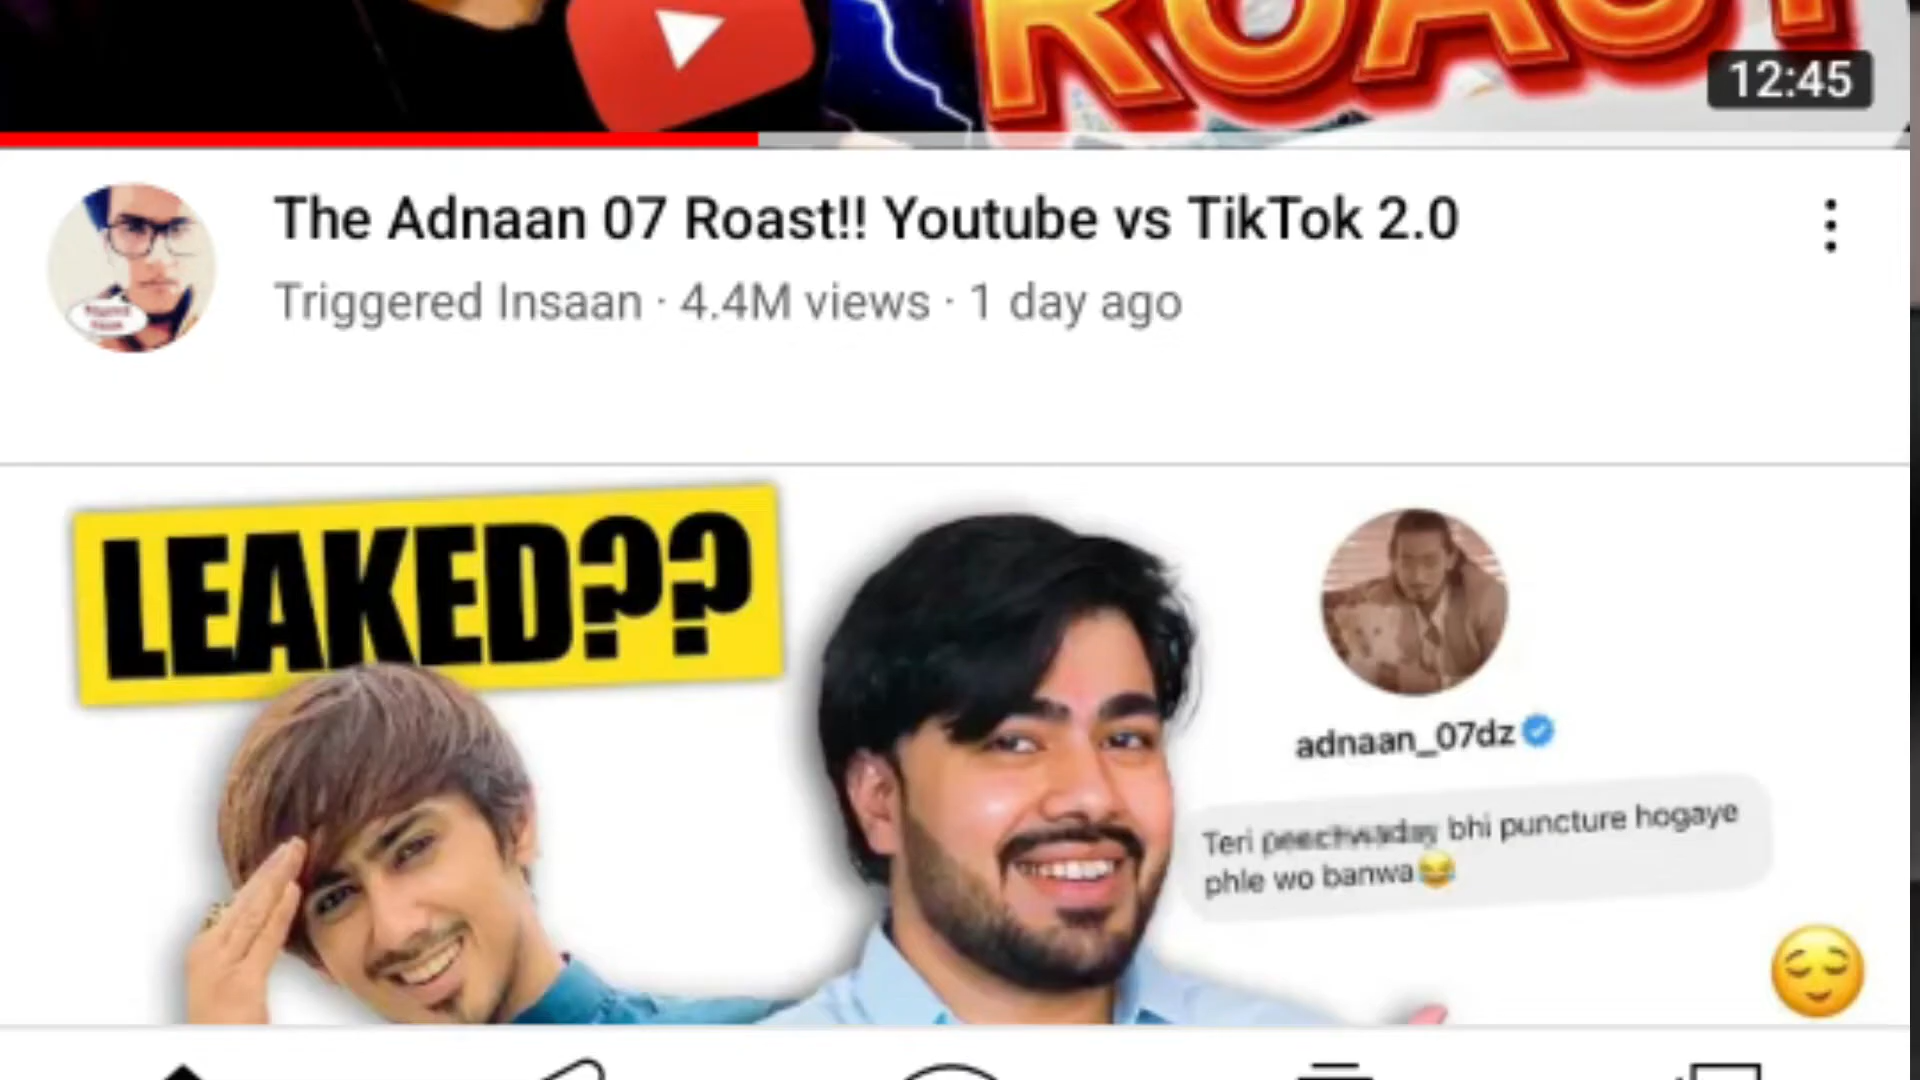 ROAST
12:45
The Adnaan 07 Roast!! Youtube vs TikTok 2.0
Triggered Insaan · 4.4M views · 1 day ago
LEAKED??
adnaan_07dz
Teri bhi puncture hogaye
phle wo banwa😂